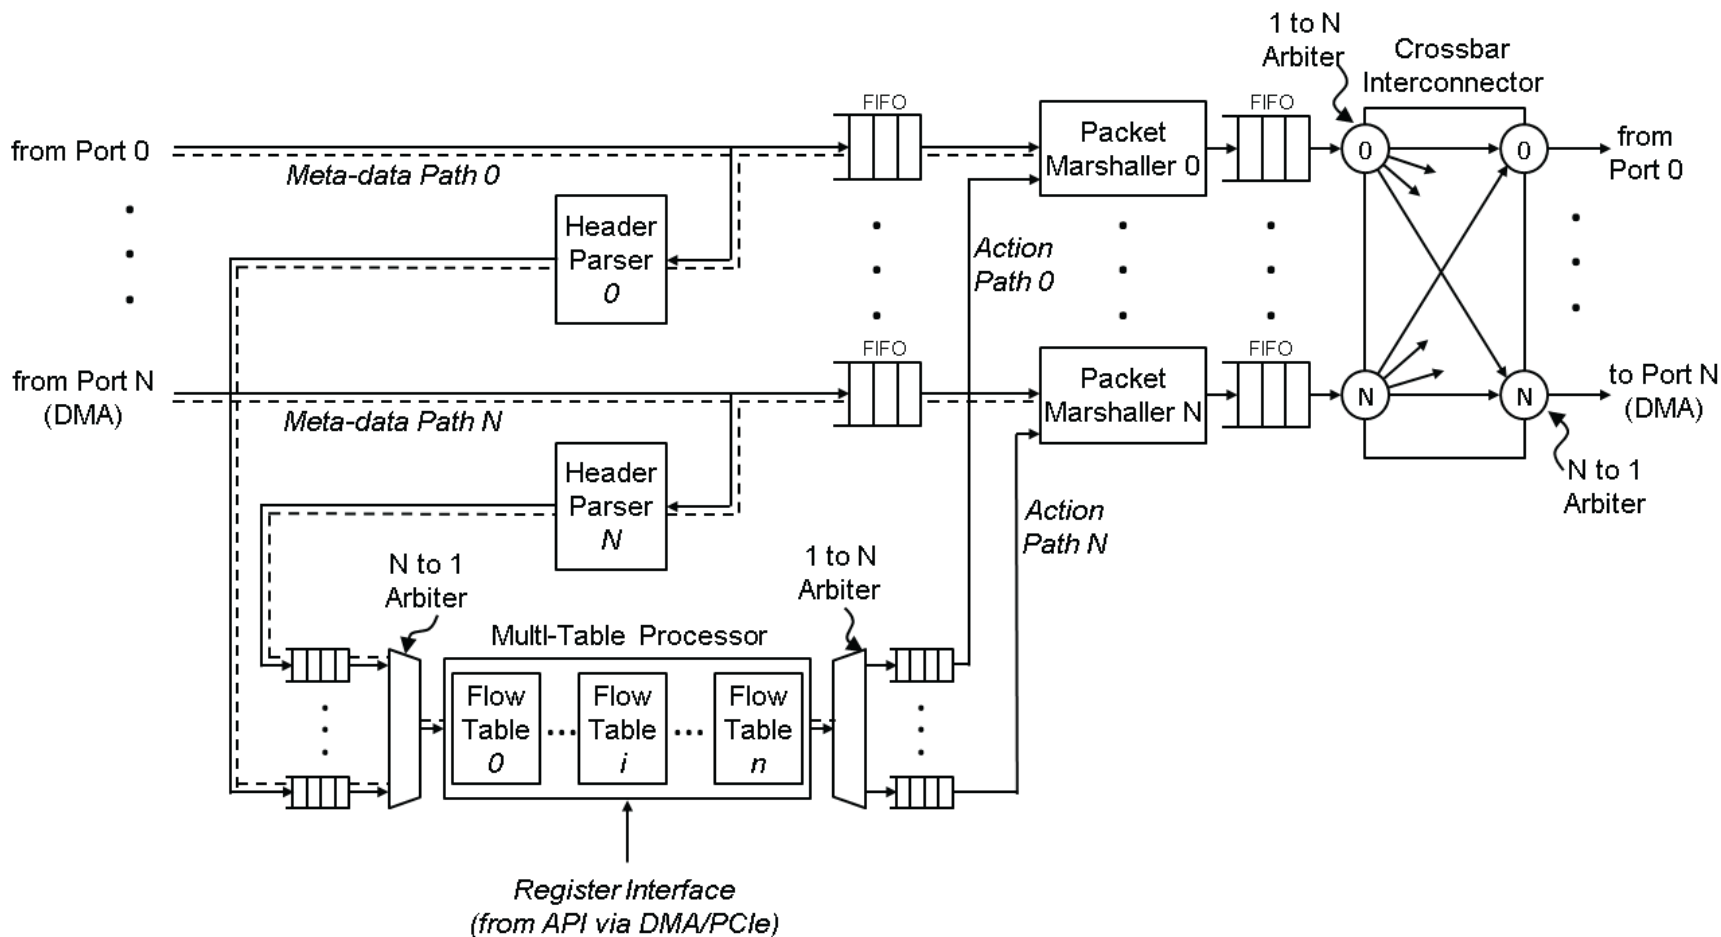 1 to N
Arbiter
Crossbar
Interconnector
FIFO
FIFO
from Port 0
Meta-data Path 0
Packet
Marshaller 0
0
0
from
Port 0
Header
Parser
0
Action
Path 0
from Port N
(DMA)
Meta-data Path N
FIFO
Packet
Marshaller N
FIFO
N
N
to Port N
(DMA)
Header
Parser
N
N to 1
Arbiter
Action
Path N
N to 1
Arbiter
1 to N
Arbiter
MultI-Table Processor
Flow
Table
0
...
Flow
Table
i
...
Flow
Table
n
Register Interface
(from API via DMA/PCIe)